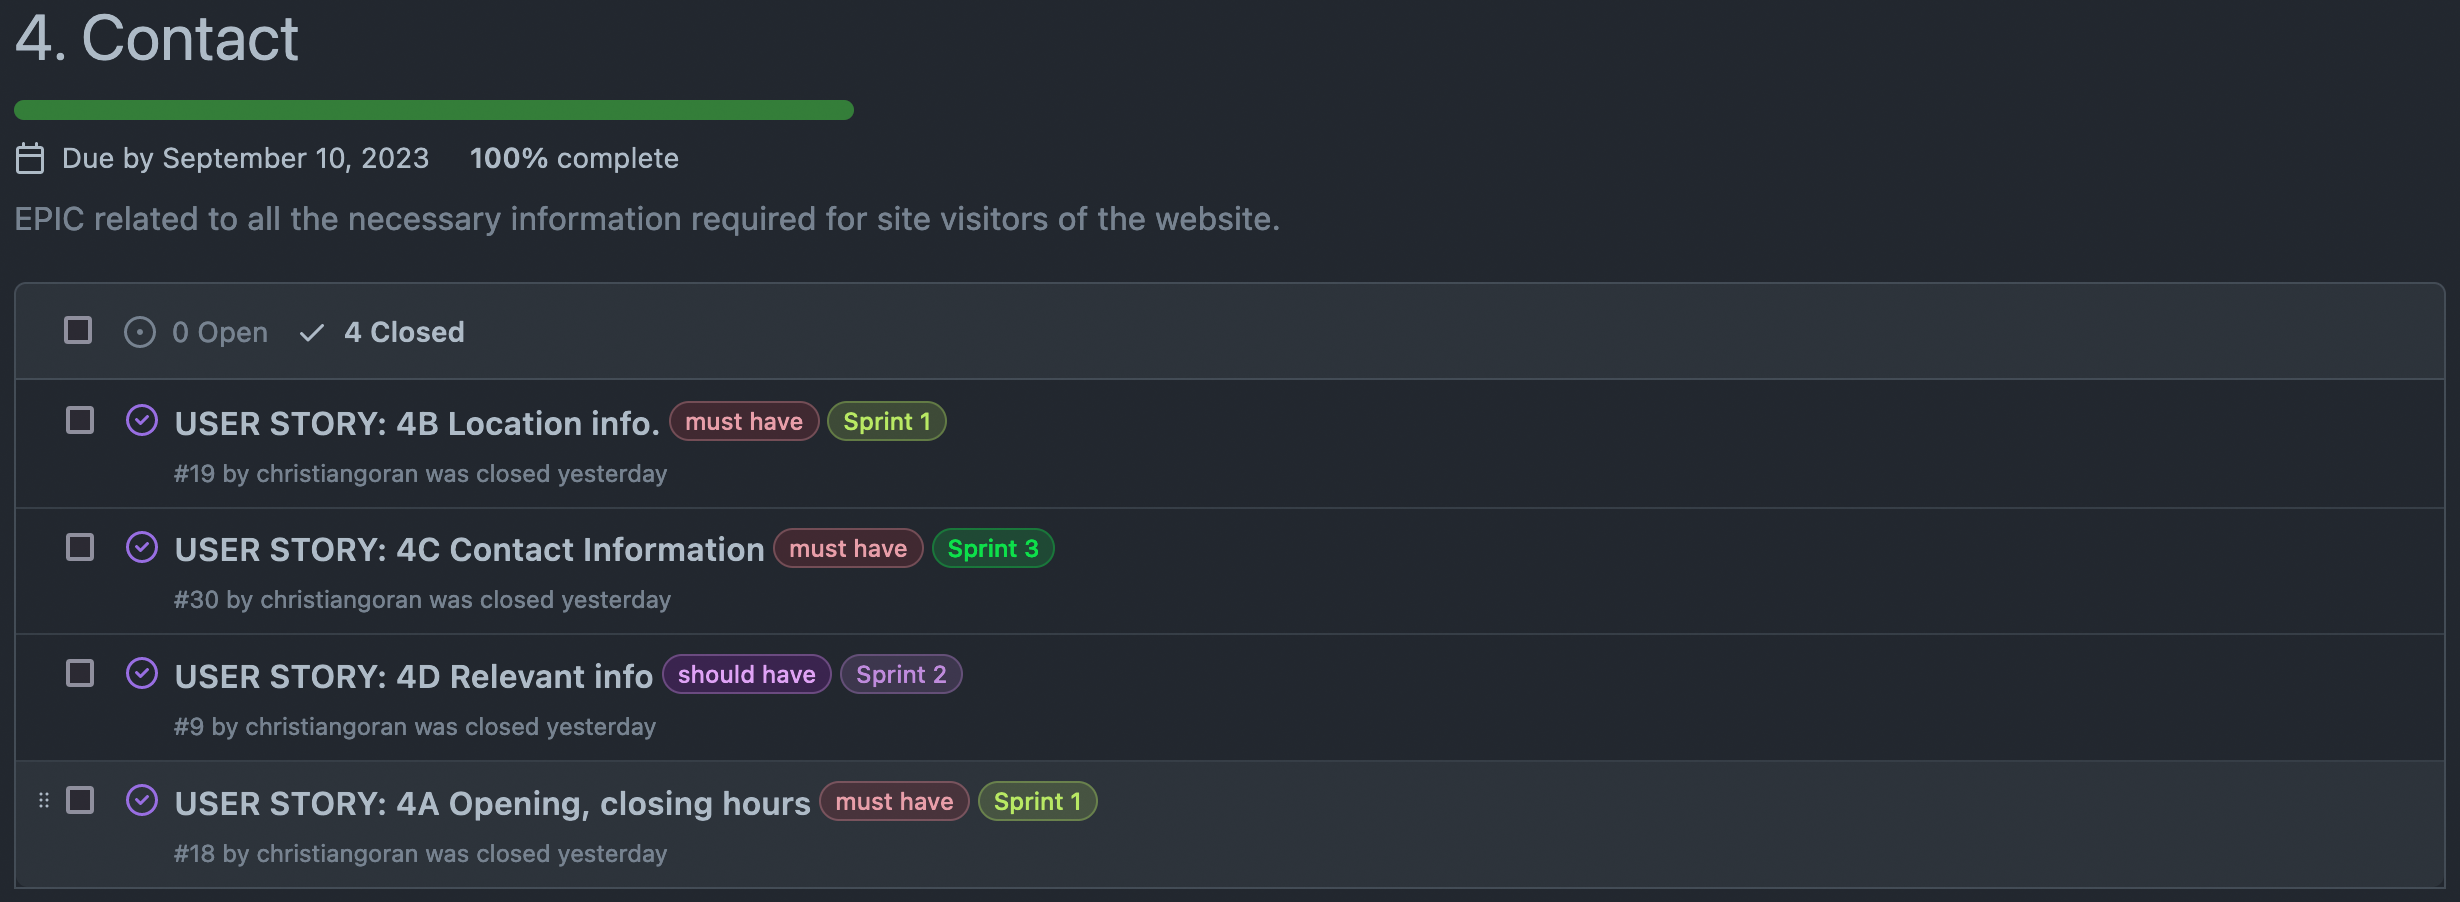 4. Contact
Due by September 10, 2023 100% complete
EPIC related to all the necessary information required for site visitors of the website.
0 Open 4 Closed
USER STORY: 4B Location info. must have Sprint 1
#19 by christiangoran was closed yesterday
USER STORY: 4C Contact Information must have Sprint 3
#30 by christiangoran was closed yesterday
USER STORY: 4D Relevant info should have Sprint 2
#9 by christiangoran was closed yesterday
USER STORY: 4A Opening, closing hours must have Sprint 1
#18 by christiangoran was closed yesterday